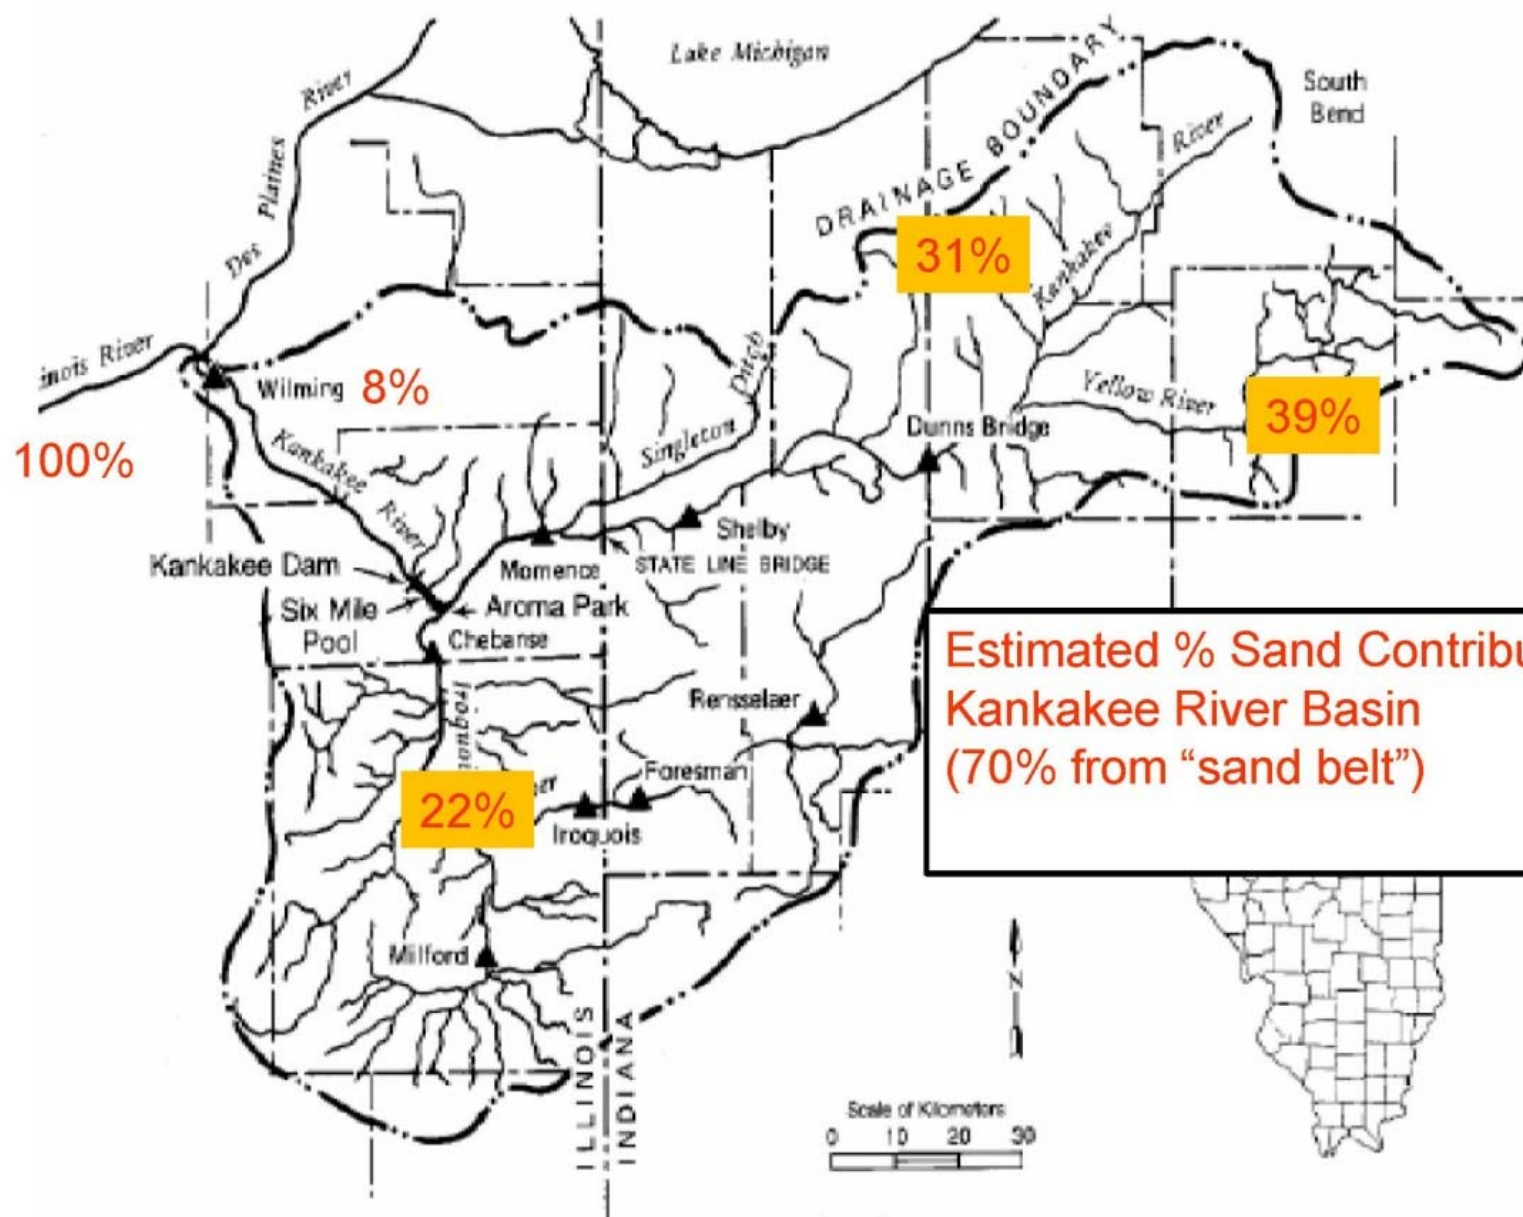 Lake Michigan
South
Bend
DRAINAGE BOUNDARY
River
Plaines
Des
River
Kankakee
31%
inois River
Wilming 8%
100%
Ditch
Singleton
Yellow River
39%
Dunns Bridge
Kankakee
River
Shelby
STATE LINE BRIDGE
Momence
Kankakee Dam
Six Mile
Pool
Aroma Park
Chebanse
Estimated % Sand Contribu
Kankakee River Basin
(70% from “sand belt”)
Rensselaer
Iroquoi
er
22%
Foresman
Iroquois
Milford
ILLINOIS
INDIANA
N
Scale of Kilometers
0 10 20 30